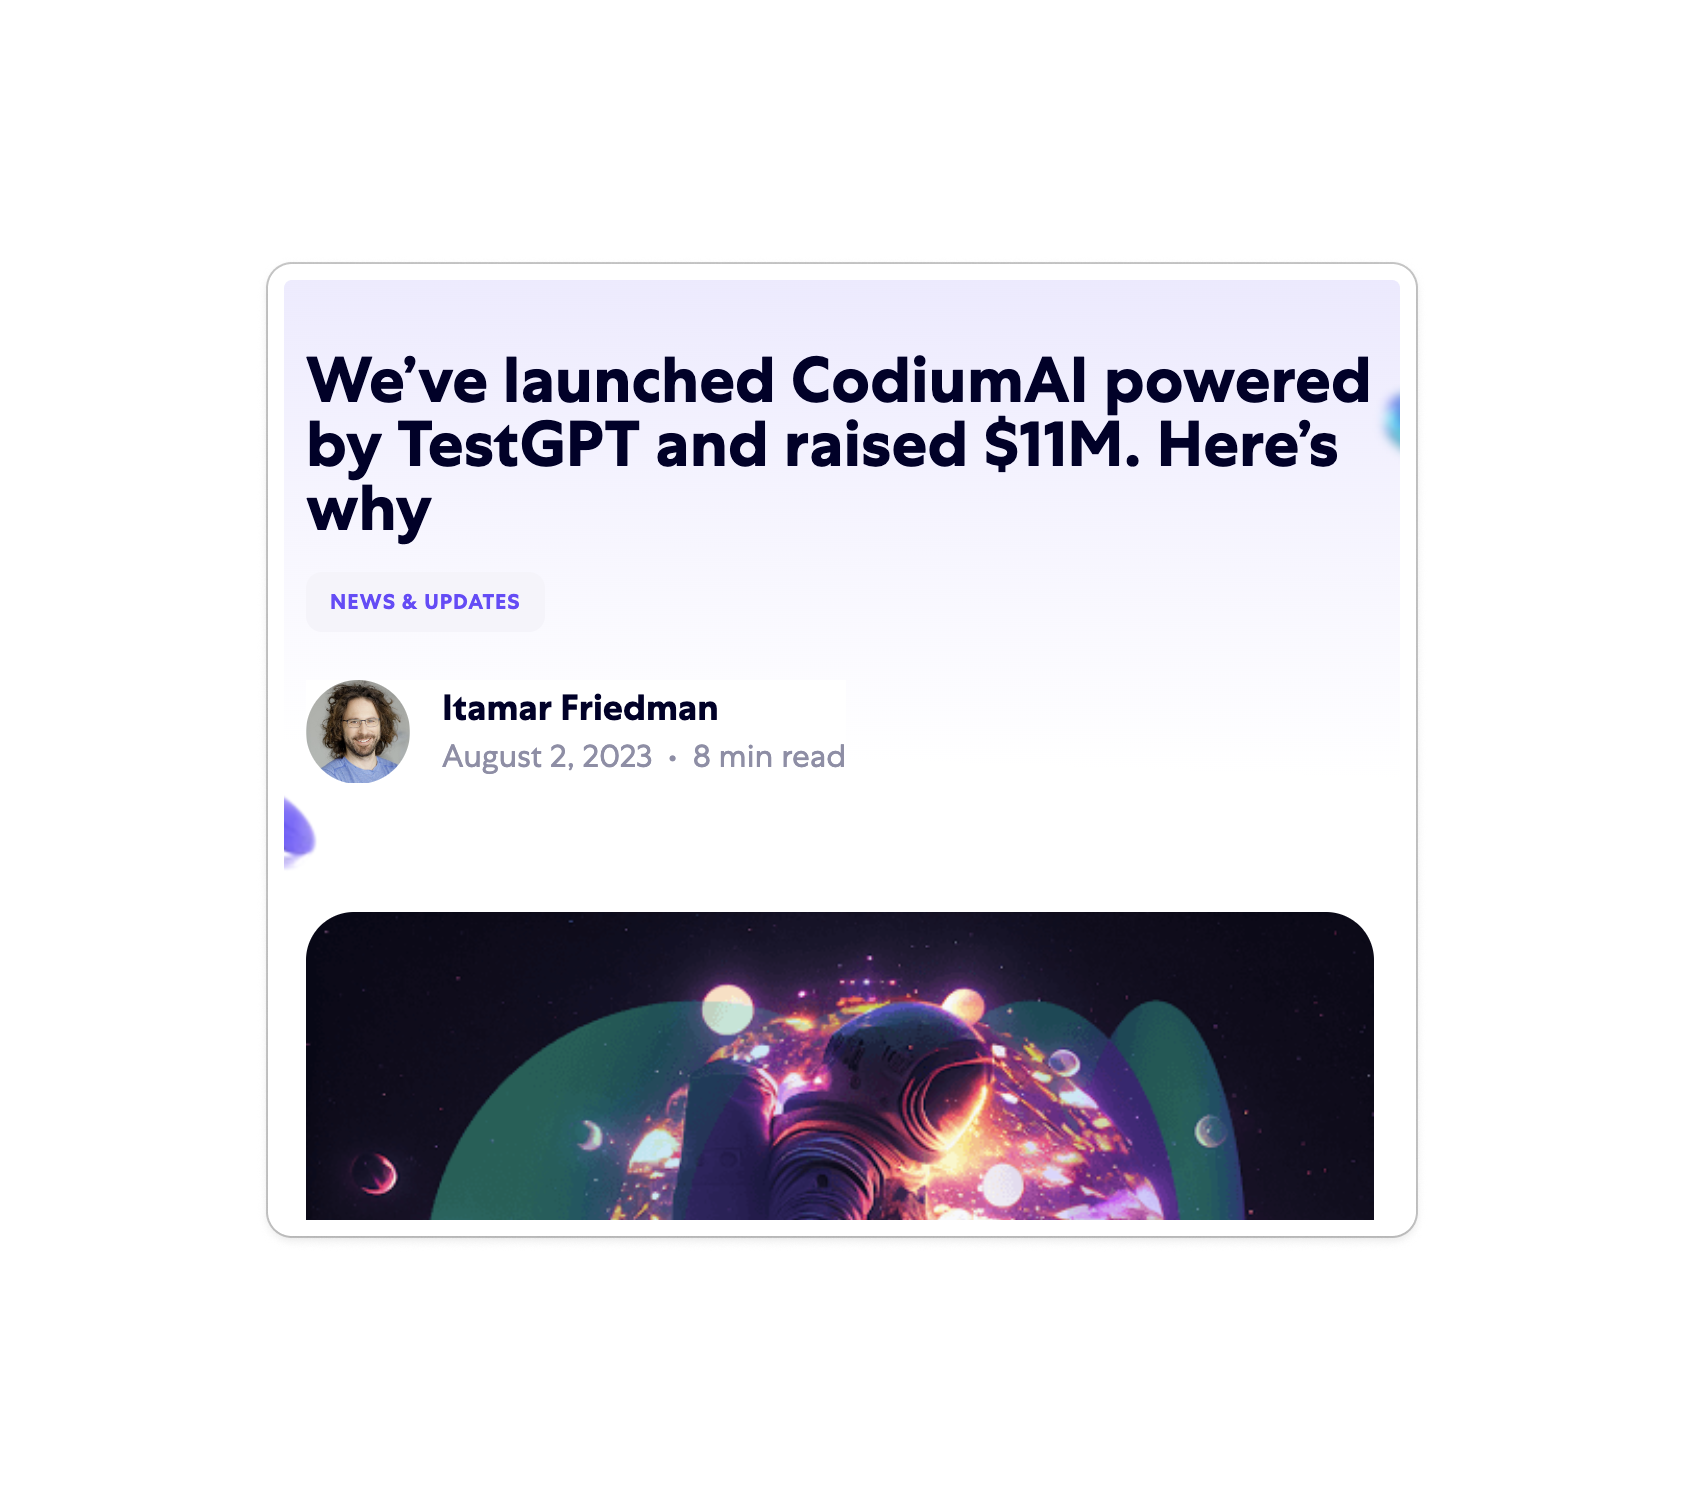 We’ve launched CodiumAI powered
by TestGPT and raised $11M. Here’s
why
NEWS & UPDATES
Itamar Friedman
August 2, 2023 • 8 min read